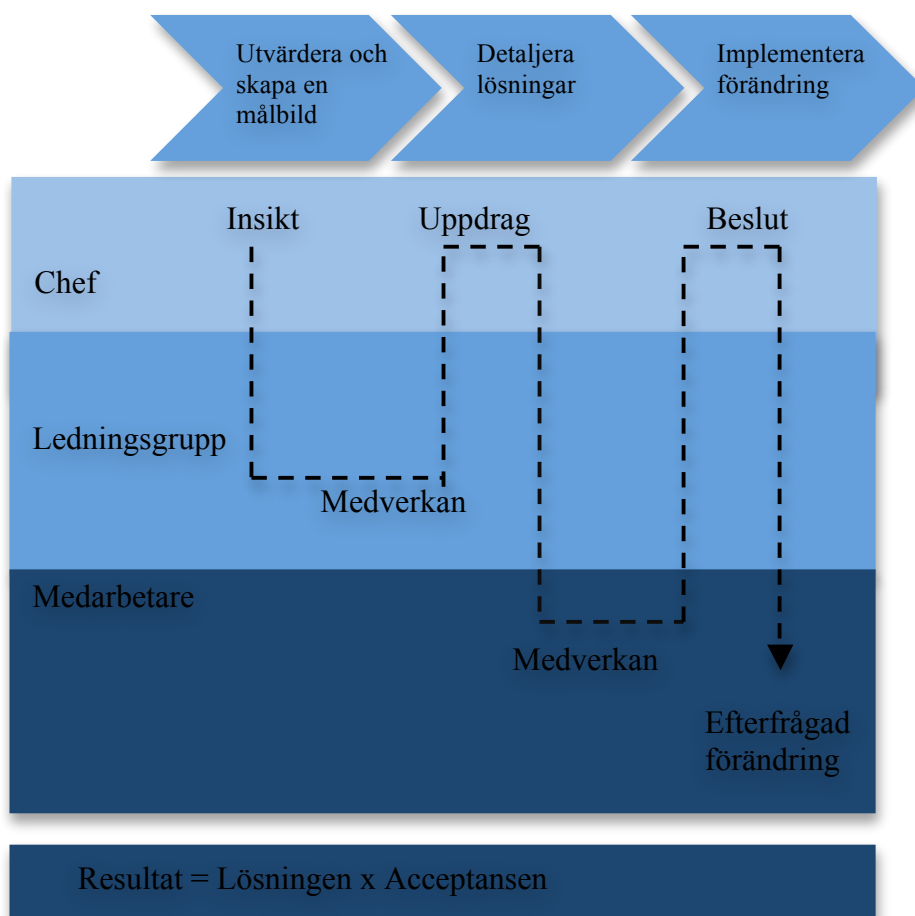 Utvärdera och
skapa en
målbild
Detaljera
lösningar
Implementera
förändring
Insikt
Uppdrag
Beslut
Chef
Ledningsgrupp
Medverkan
Medarbetare
Medverkan
Efterfrågad
förändring
Resultat = Lösningen x Acceptansen